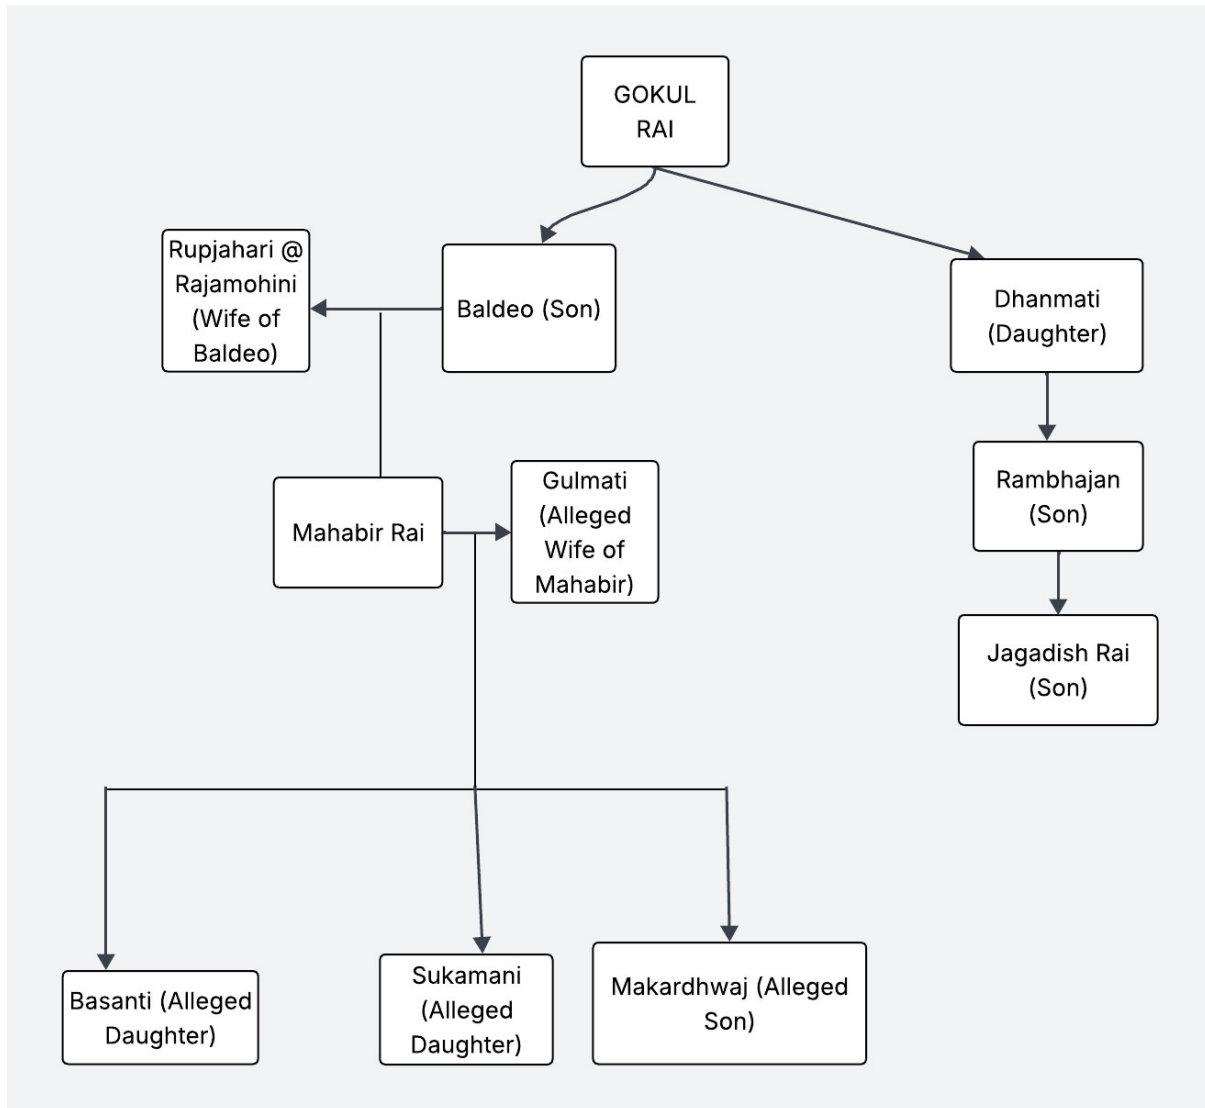 GOKUL
RAI
Rupjahari @
Rajamohini
(Wife of
Baldeo)
Baldeo (Son)
Dhanmati
(Daughter)
Mahabir Rai
Gulmati
(Alleged
Wife of
Mahabir)
Rambhajan
(Son)
Jagadish Rai
(Son)
Basanti (Alleged
Daughter)
Sukamani
(Alleged
Daughter)
Makardhwaj (Alleged
Son)